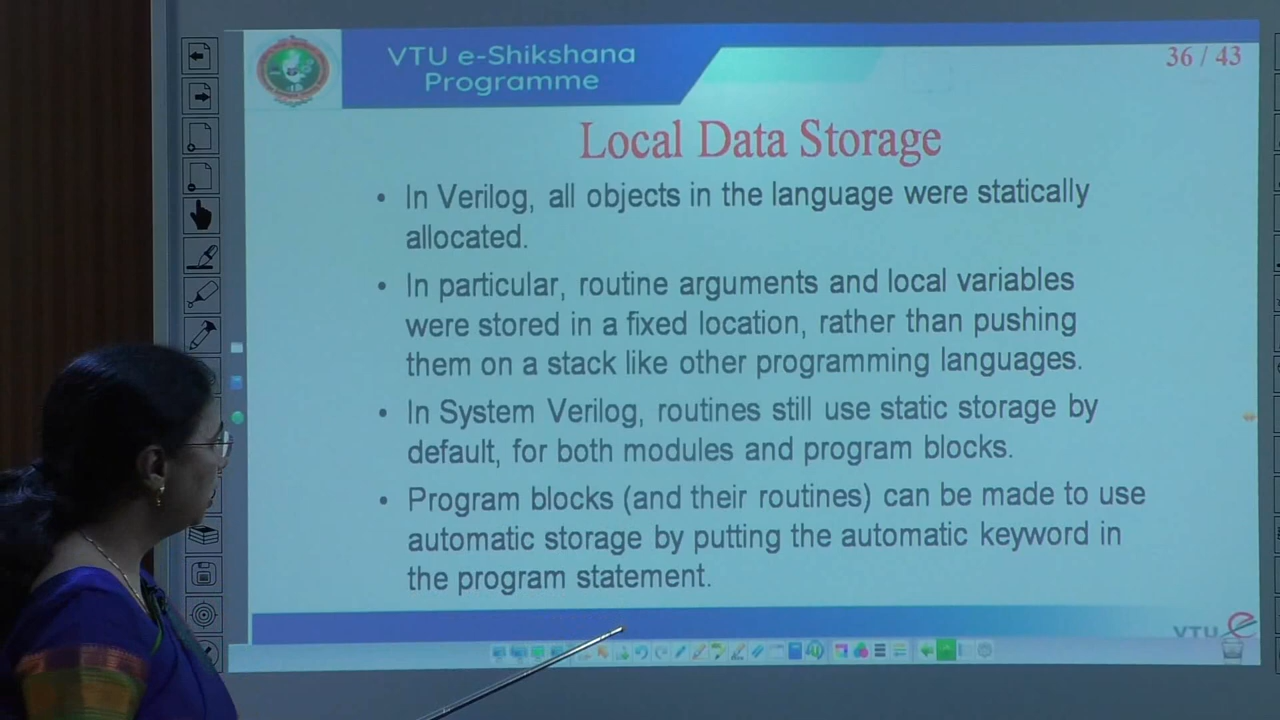 VTU e-Shikshana
Programme
36 / 43
Local Data Storage
• In Verilog, all objects in the language were statically
allocated.
• In particular, routine arguments and local variables
were stored in a fixed location, rather than pushing
them on a stack like other programming languages.
• In System Verilog, routines still use static storage by
default, for both modules and program blocks.
• Program blocks (and their routines) can be made to use
automatic storage by putting the automatic keyword in
the program statement.
VTU e